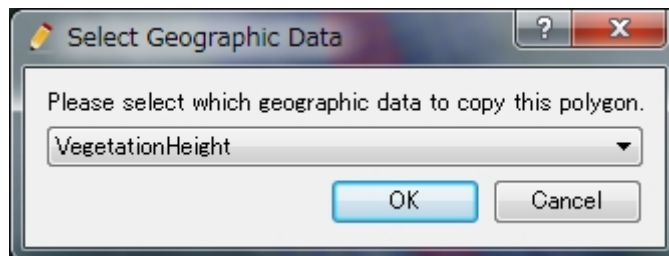 Select Geographic Data
?
X
Please select which geographic data to copy this polygon.
VegetationHeight
OK
Cancel